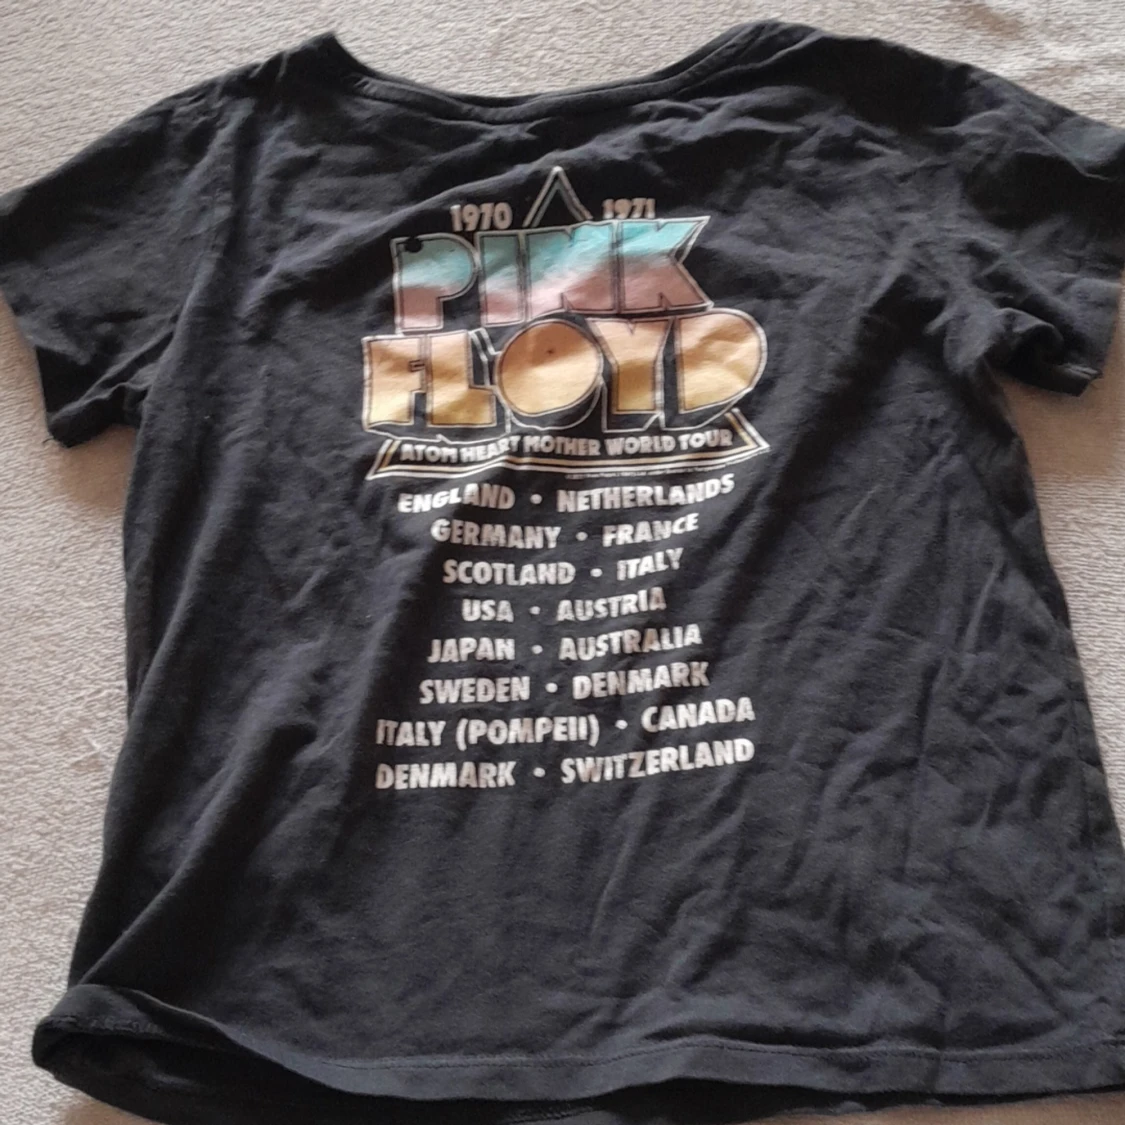 1970 1971
PINK
FLOYD
ATOM HEART MOTHER WORLD TOUR
ENGLAND • NETHERLANDS
GERMANY • FRANCE
SCOTLAND • ITALY
USA • AUSTRIA
JAPAN • AUSTRALIA
SWEDEN • DENMARK
ITALY (POMPEII) • CANADA
DENMARK • SWITZERLAND